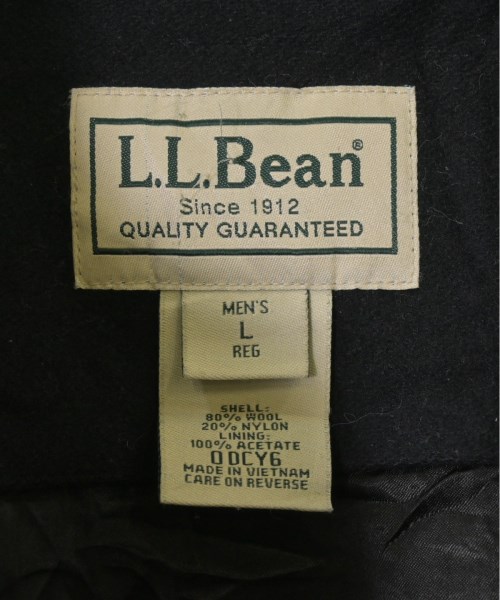 L.L.Bean®
Since 1912
QUALITY GUARANTEED
MEN'S
L
REG
SHELL:
80% WOOL
20% NYLON
LINING:
100% ACETATE
0DCY6
MADE IN VIETNAM
CARE ON REVERSE